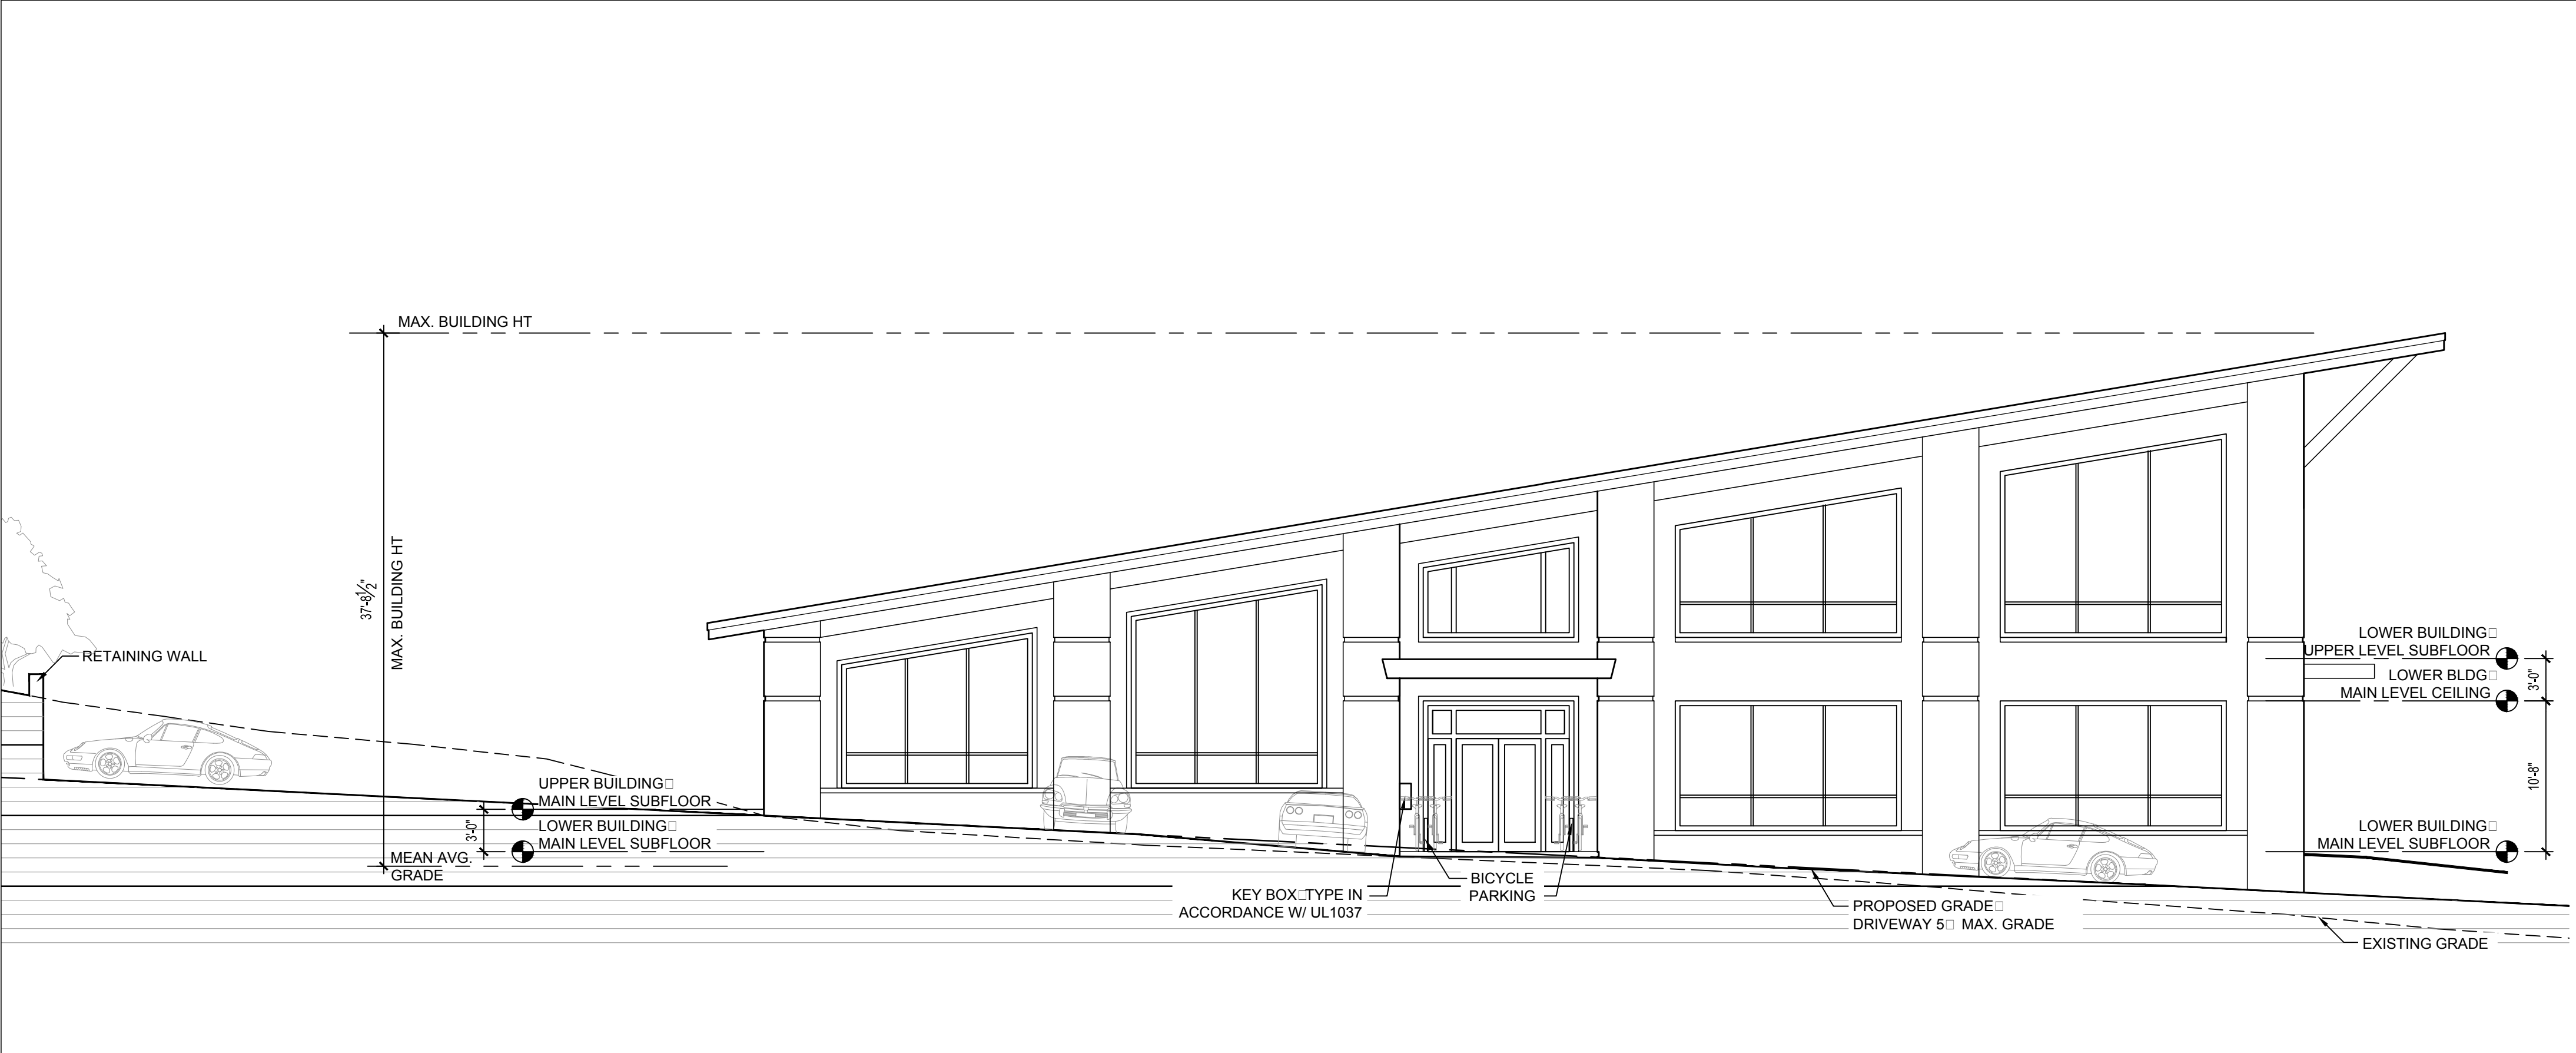 MAX. BUILDING HT
37'-8½"
MAX. BUILDING HT
RETAINING WALL
UPPER BUILDING□
MAIN LEVEL SUBFLOOR
3'-0"
LOWER BUILDING□
MAIN LEVEL SUBFLOOR
MEAN AVG.
GRADE
KEY BOX□TYPE IN
ACCORDANCE W/ UL1037
BICYCLE
PARKING
PROPOSED GRADE□
DRIVEWAY 5□ MAX. GRADE
EXISTING GRADE
LOWER BUILDING□
UPPER LEVEL SUBFLOOR
3'-0"
LOWER BLDG□
MAIN LEVEL CEILING
10'-8"
LOWER BUILDING□
MAIN LEVEL SUBFLOOR